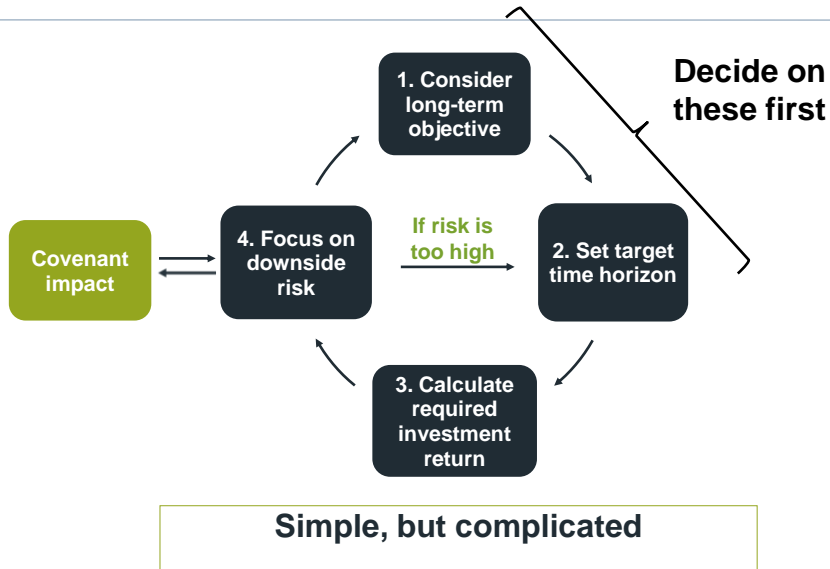 1. Consider
long-term
objective
Decide on
these first
Covenant
impact
4. Focus on
downside
risk
If risk is
too high
2. Set target
time horizon
3. Calculate
required
investment
return
Simple, but complicated